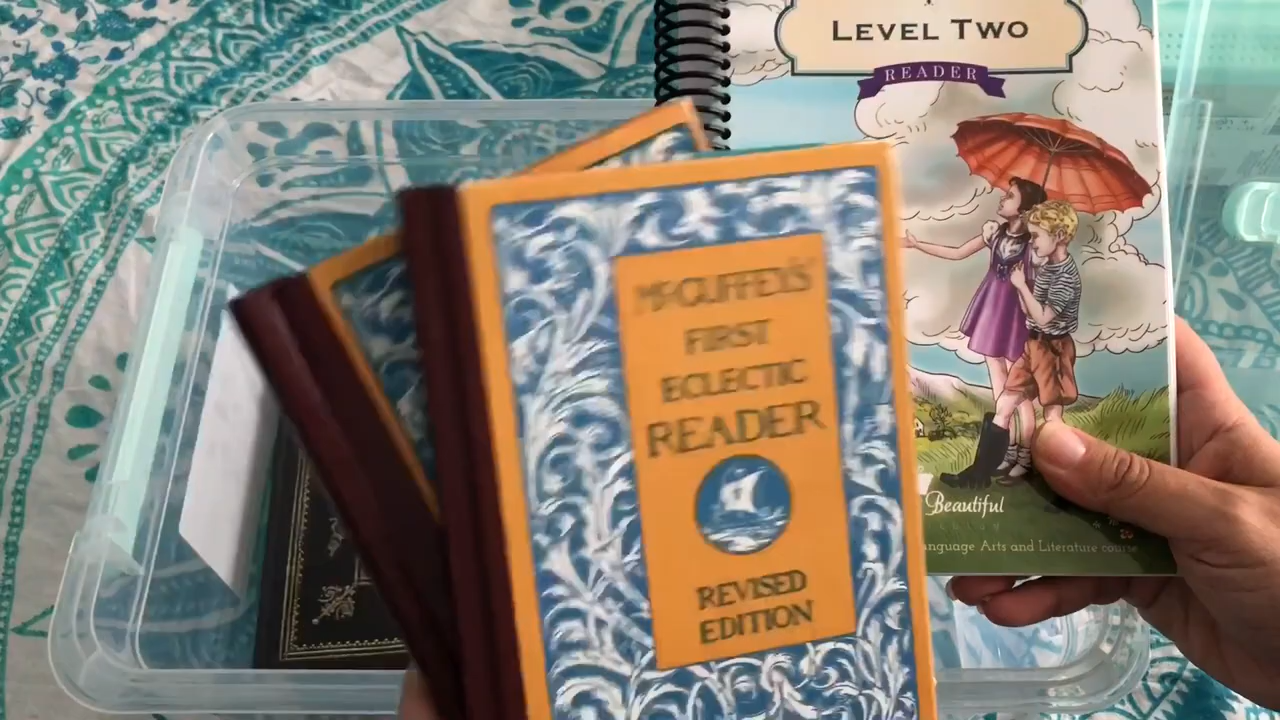 LEVEL TWO
READER
McGUFFEY'S
FIRST
ECLECTIC
READER
REVISED
EDITION
Beautiful
Language Arts and Literature course